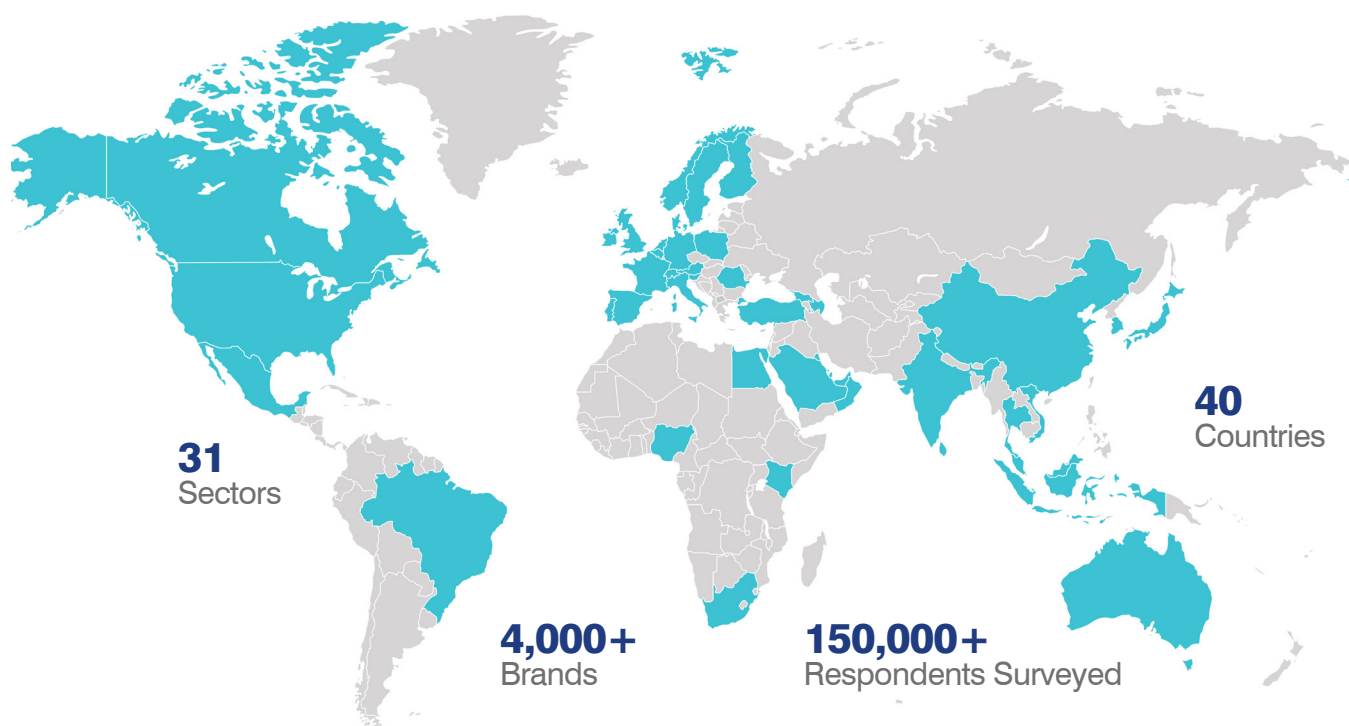 40
Countries
31
Sectors
4,000+
Brands
150,000+
Respondents Surveyed